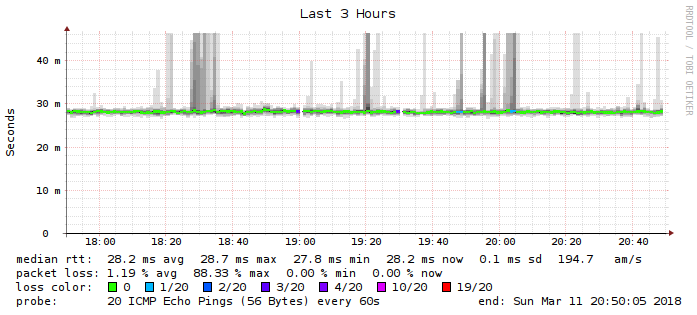 Last 3 Hours
RRDTOOL / TOBI OETIKER
Seconds
40 m
30 m
20 m
10 m
0
18:00 18:20 18:40 19:00 19:20 19:40 20:00 20:20 20:40
median rtt: 28.2 ms avg 28.7 ms max 27.8 ms min 28.2 ms now 0.1 ms sd 194.7 am/s
packet loss: 1.19 % avg 88.33 % max 0.00 % min 0.00 % now
loss color: 0 1/20 2/20 3/20 4/20 10/20 19/20
probe: 20 ICMP Echo Pings (56 Bytes) every 60s end: Sun Mar 11 20:50:05 2018